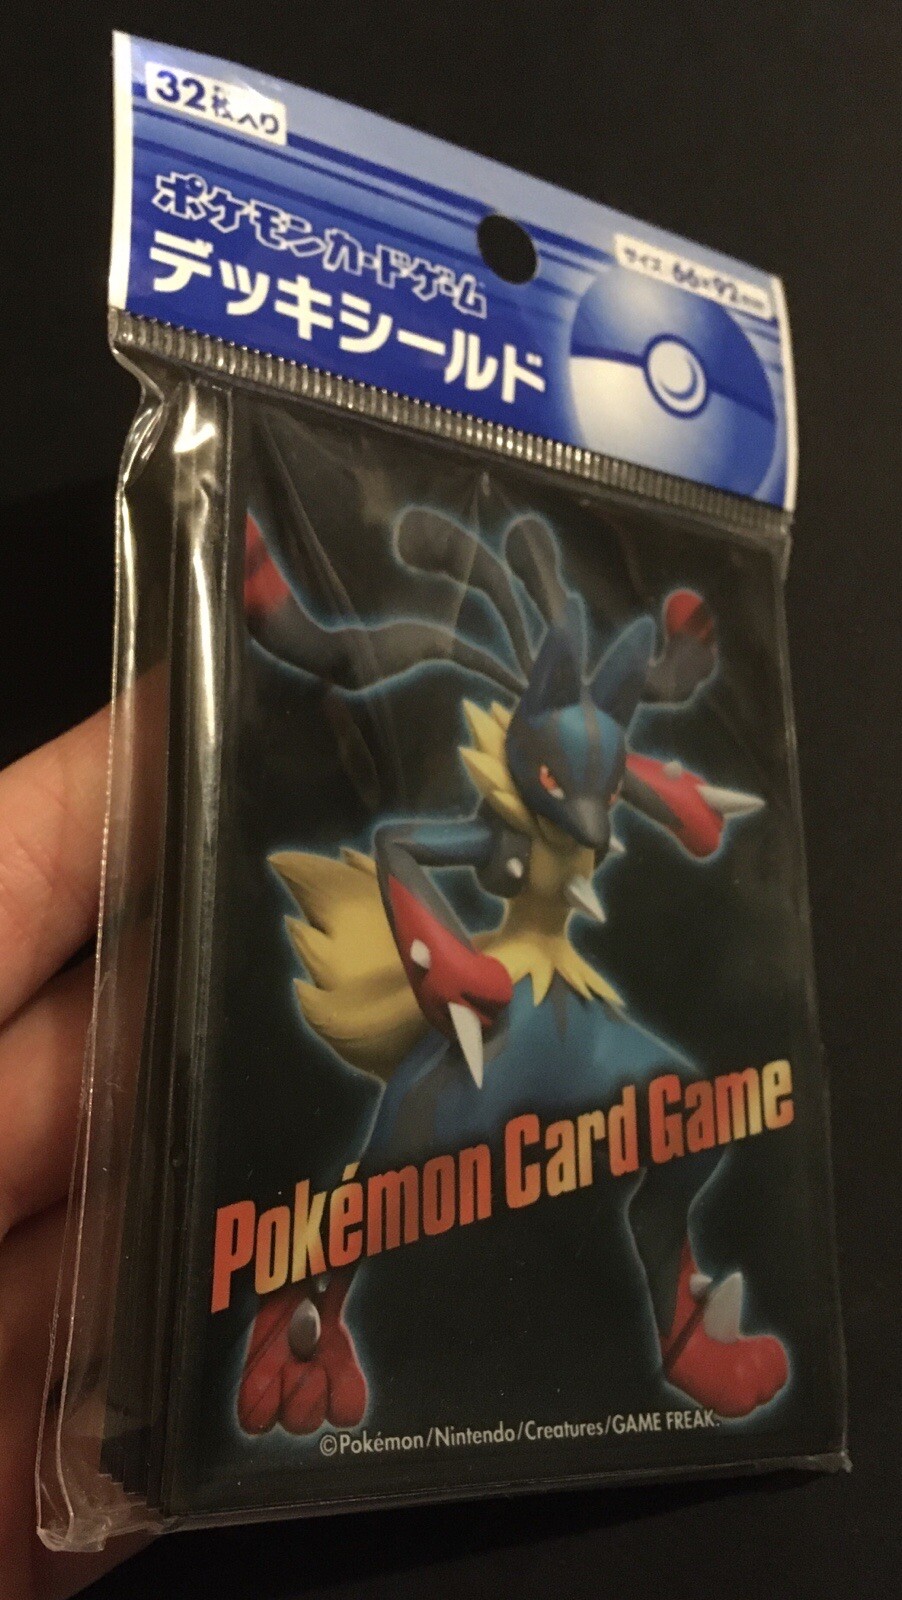 32枚入り
ポケモンカードゲーム
デッキシールド
サイズ 66×92mm
Pokémon Card Game
©Pokémon/Nintendo/Creatures/GAME FREAK.